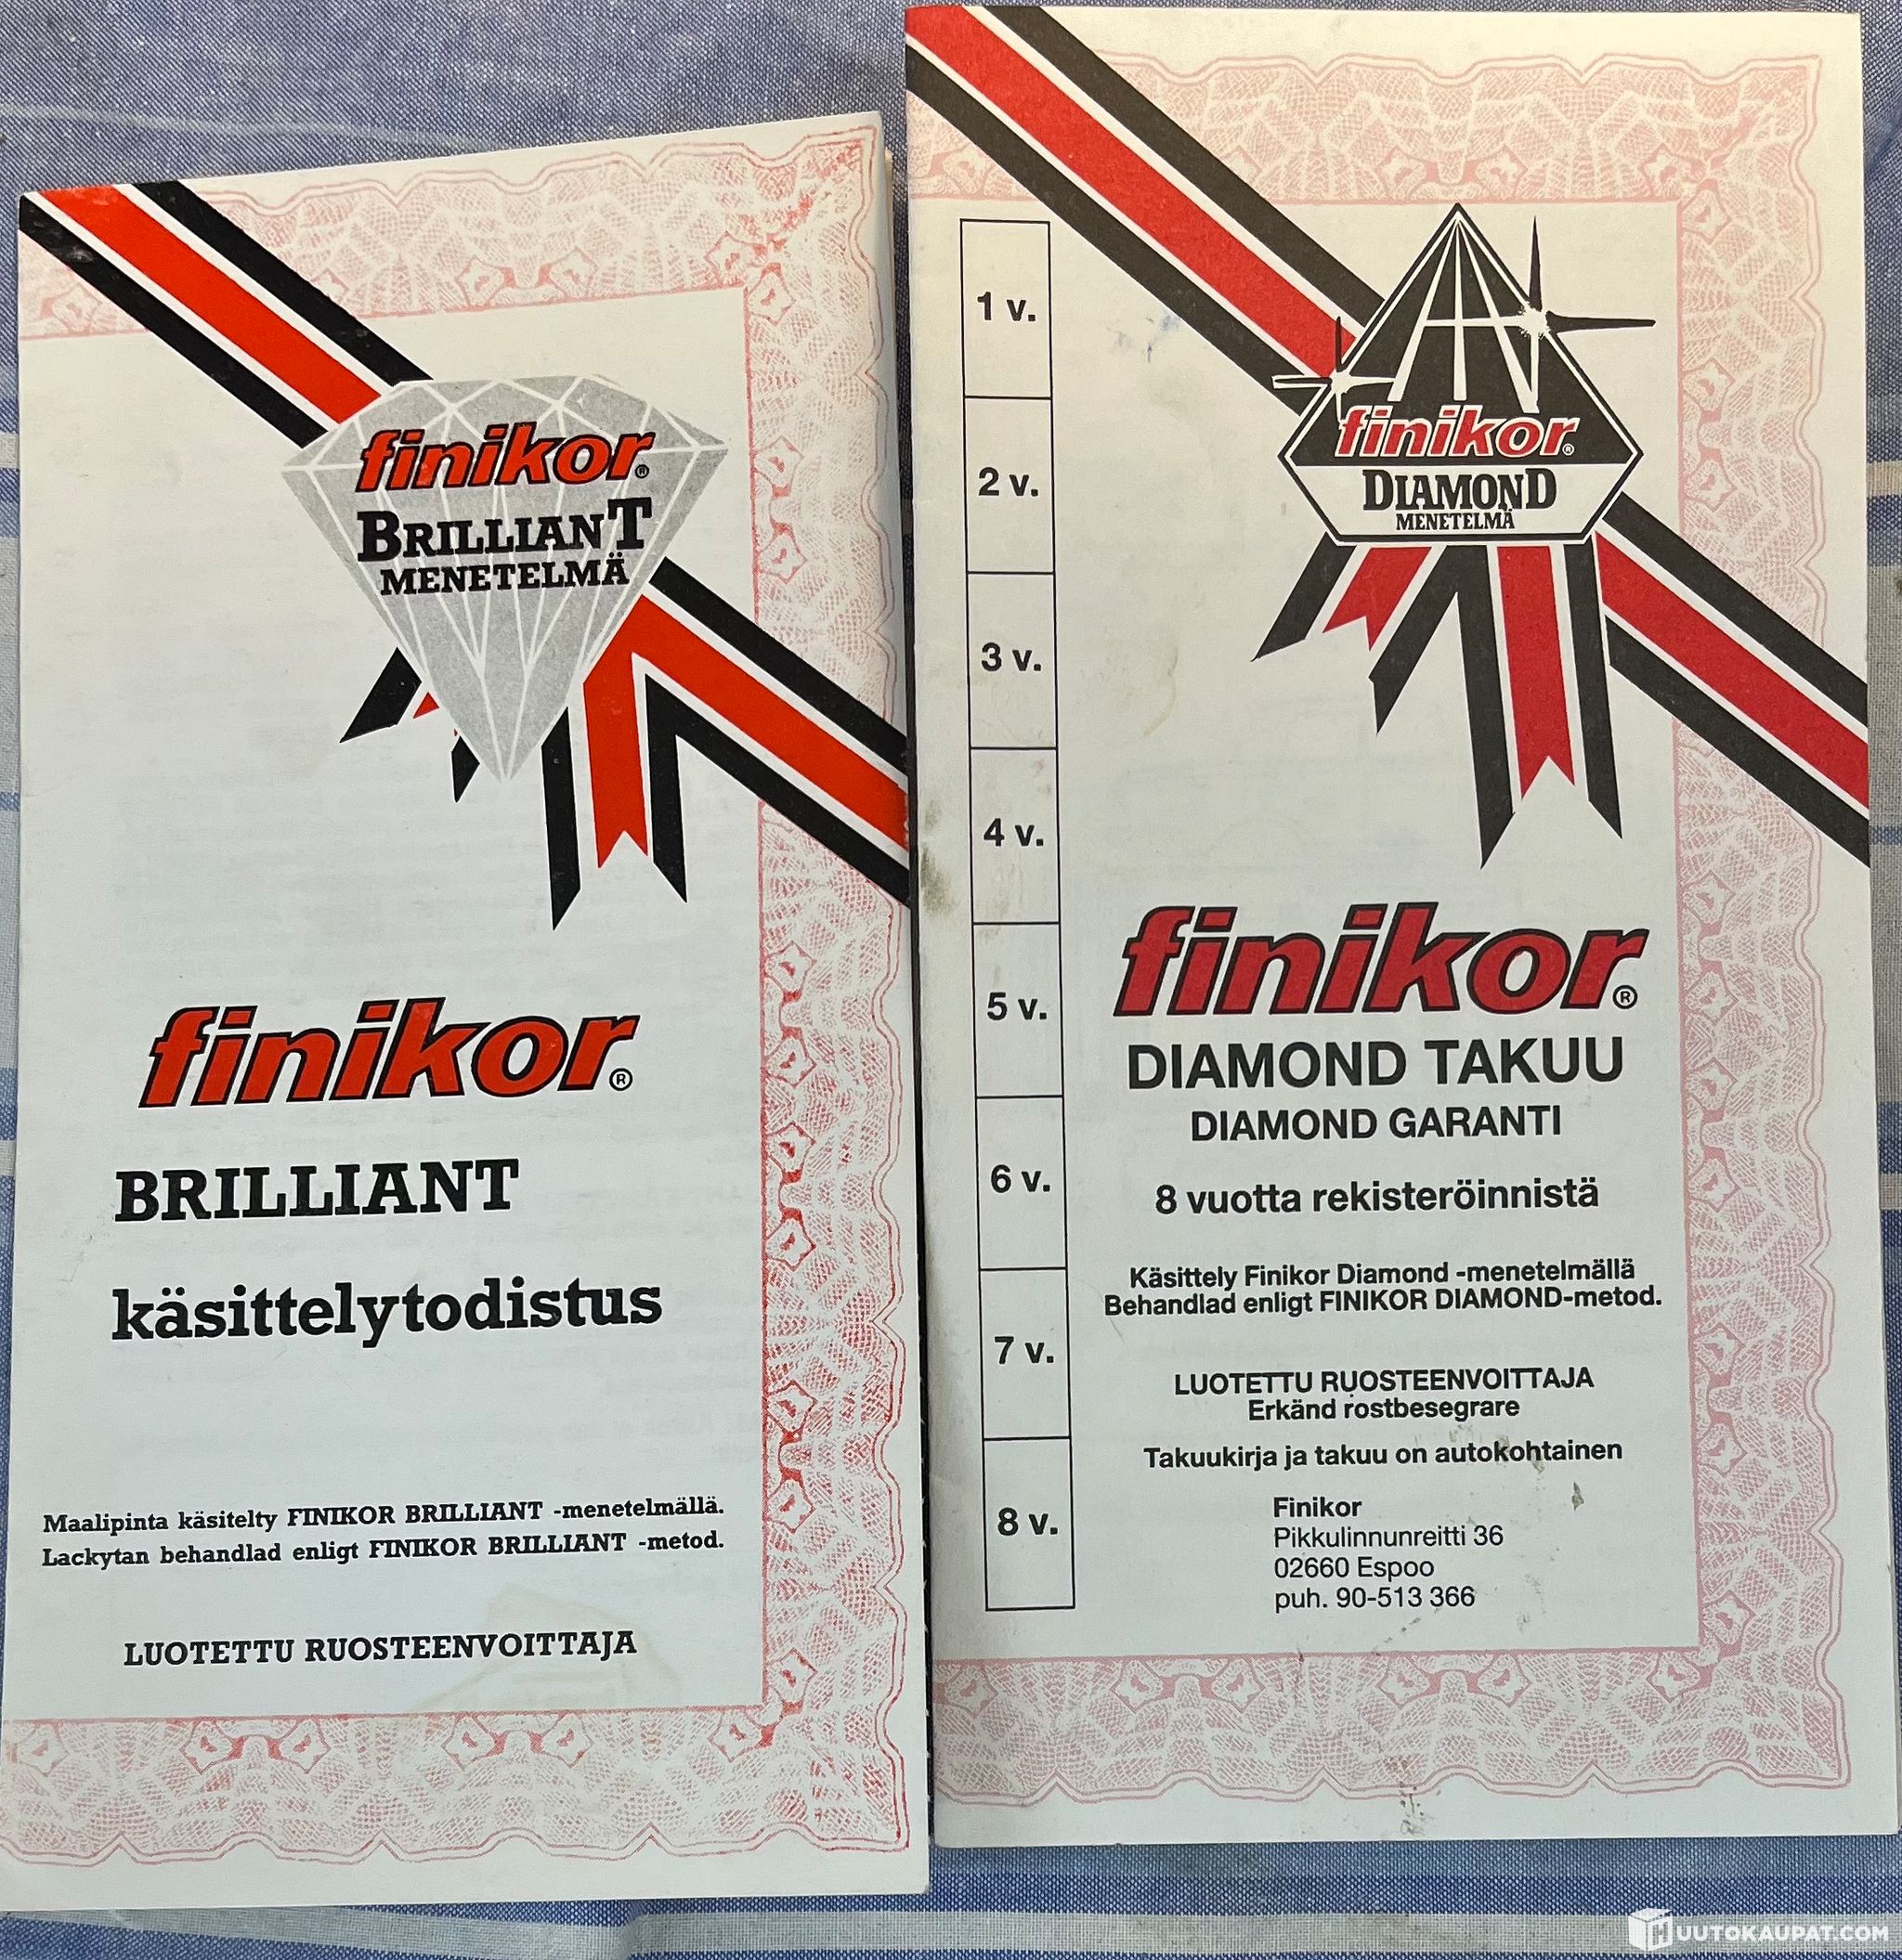 finikor®
BRILLIANT
MENETELMÄ
finikor®
BRILLIANT
käsittelytodistus
Maalipinta käsitelty FINIKOR BRILLIANT -menetelmällä.
Lackytan behandlad enligt FINIKOR BRILLIANT -metod.
LUOTETTU RUOSTEENVOITTAJA
1 v.
2 v.
3 v.
4 v.
5 v.
6 v.
7 v.
8 v.
finikor®
DIAMOND
MENETELMÄ
finikor®
DIAMOND TAKUU
DIAMOND GARANTI
8 vuotta rekisteröinnistä
Käsittely Finikor Diamond -menetelmällä
Behandlad enligt FINIKOR DIAMOND-metod.
LUOTETTU RUOSTEENVOITTAJA
Erkänd rostbesegrare
Takuukirja ja takuu on autokohtainen
Finikor
Pikkulinnunreitti 36
02660 Espoo
puh. 90-513 366
HUUTOKAUPAT.COM